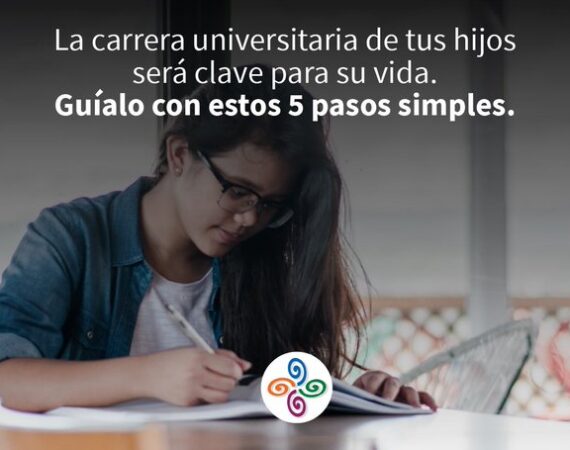 La carrera universitaria de tus hijos
será clave para su vida.
Guíalo con estos 5 pasos simples.